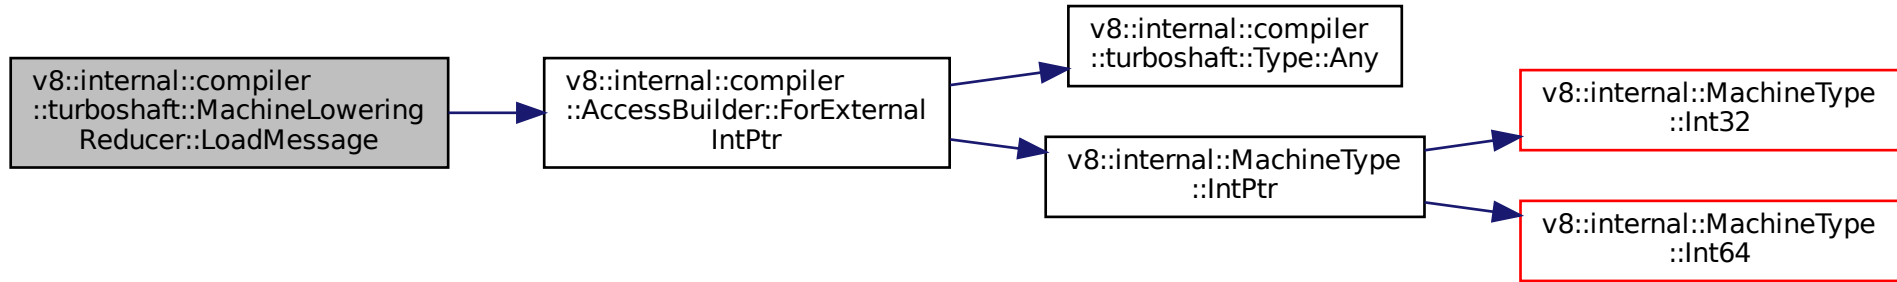 v8::internal::compiler
::turboshaft::MachineLowering
Reducer::LoadMessage
v8::internal::compiler
::AccessBuilder::ForExternal
IntPtr
v8::internal::compiler
::turboshaft::Type::Any
v8::internal::MachineType
::IntPtr
v8::internal::MachineType
::Int32
v8::internal::MachineType
::Int64